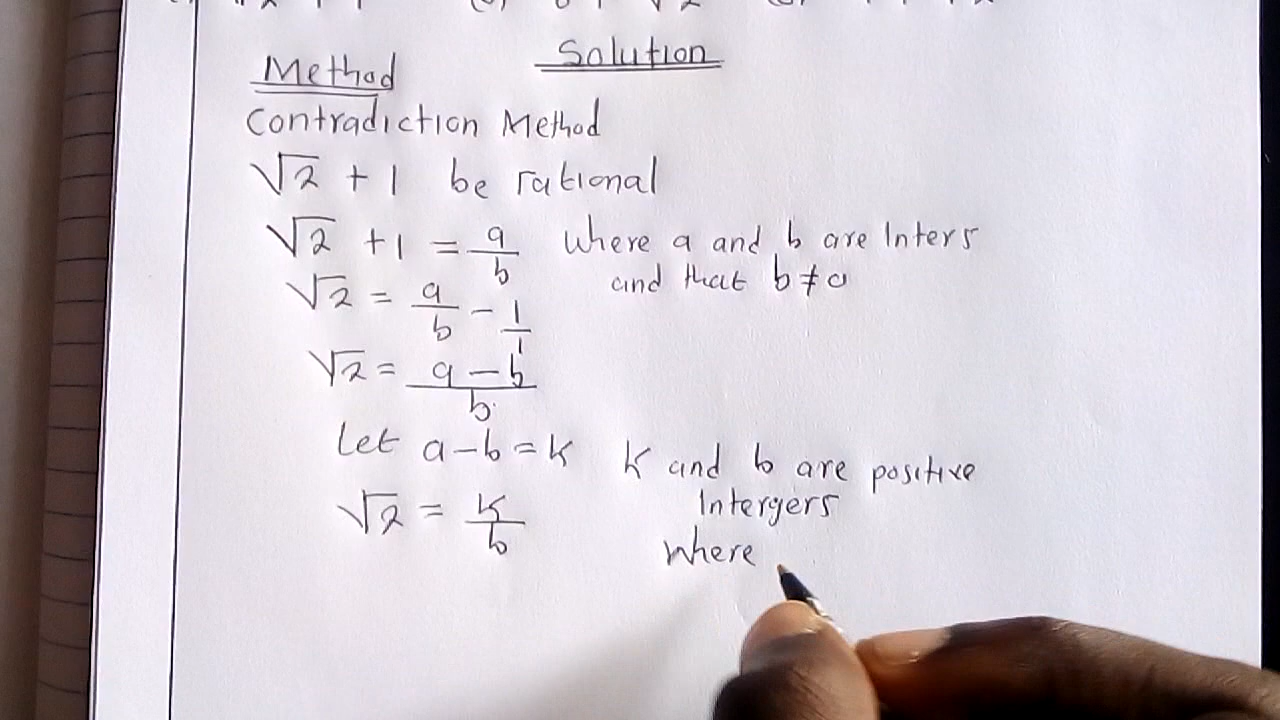 Solution
Method
Contradiction Method
√2 + 1 be rational
√2 + 1 = a/b where a and b are Inters
and that b ≠ 0
√2 = a/b - 1/1
√2 = a - b/b
Let a - b = K K and b are positive
Intergers
√2 = K/b
Where